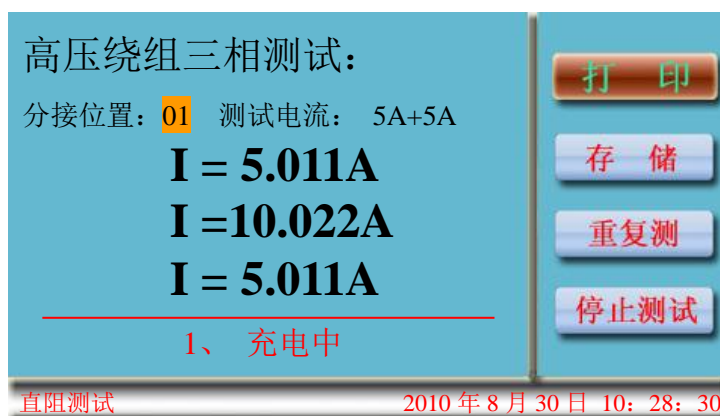 高压绕组三相测试：
分接位置：01 测试电流： 5A+5A
I = 5.011A
I =10.022A
I = 5.011A
1、 充电中
打 印
存 储
重复测
停止测试
直阻测试 2010 年 8 月 30 日 10：28：30